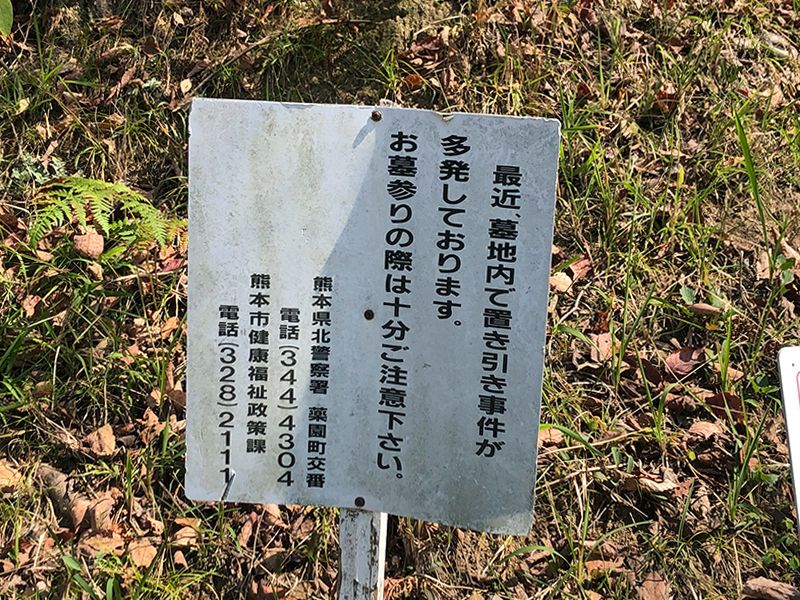 最近、墓地内で置き引き事件が
多発しております。
お墓参りの際は十分ご注意下さい。
熊本県北警察署 薬園町交番
電話(344)4304
熊本市健康福祉政策課
電話(328)2111